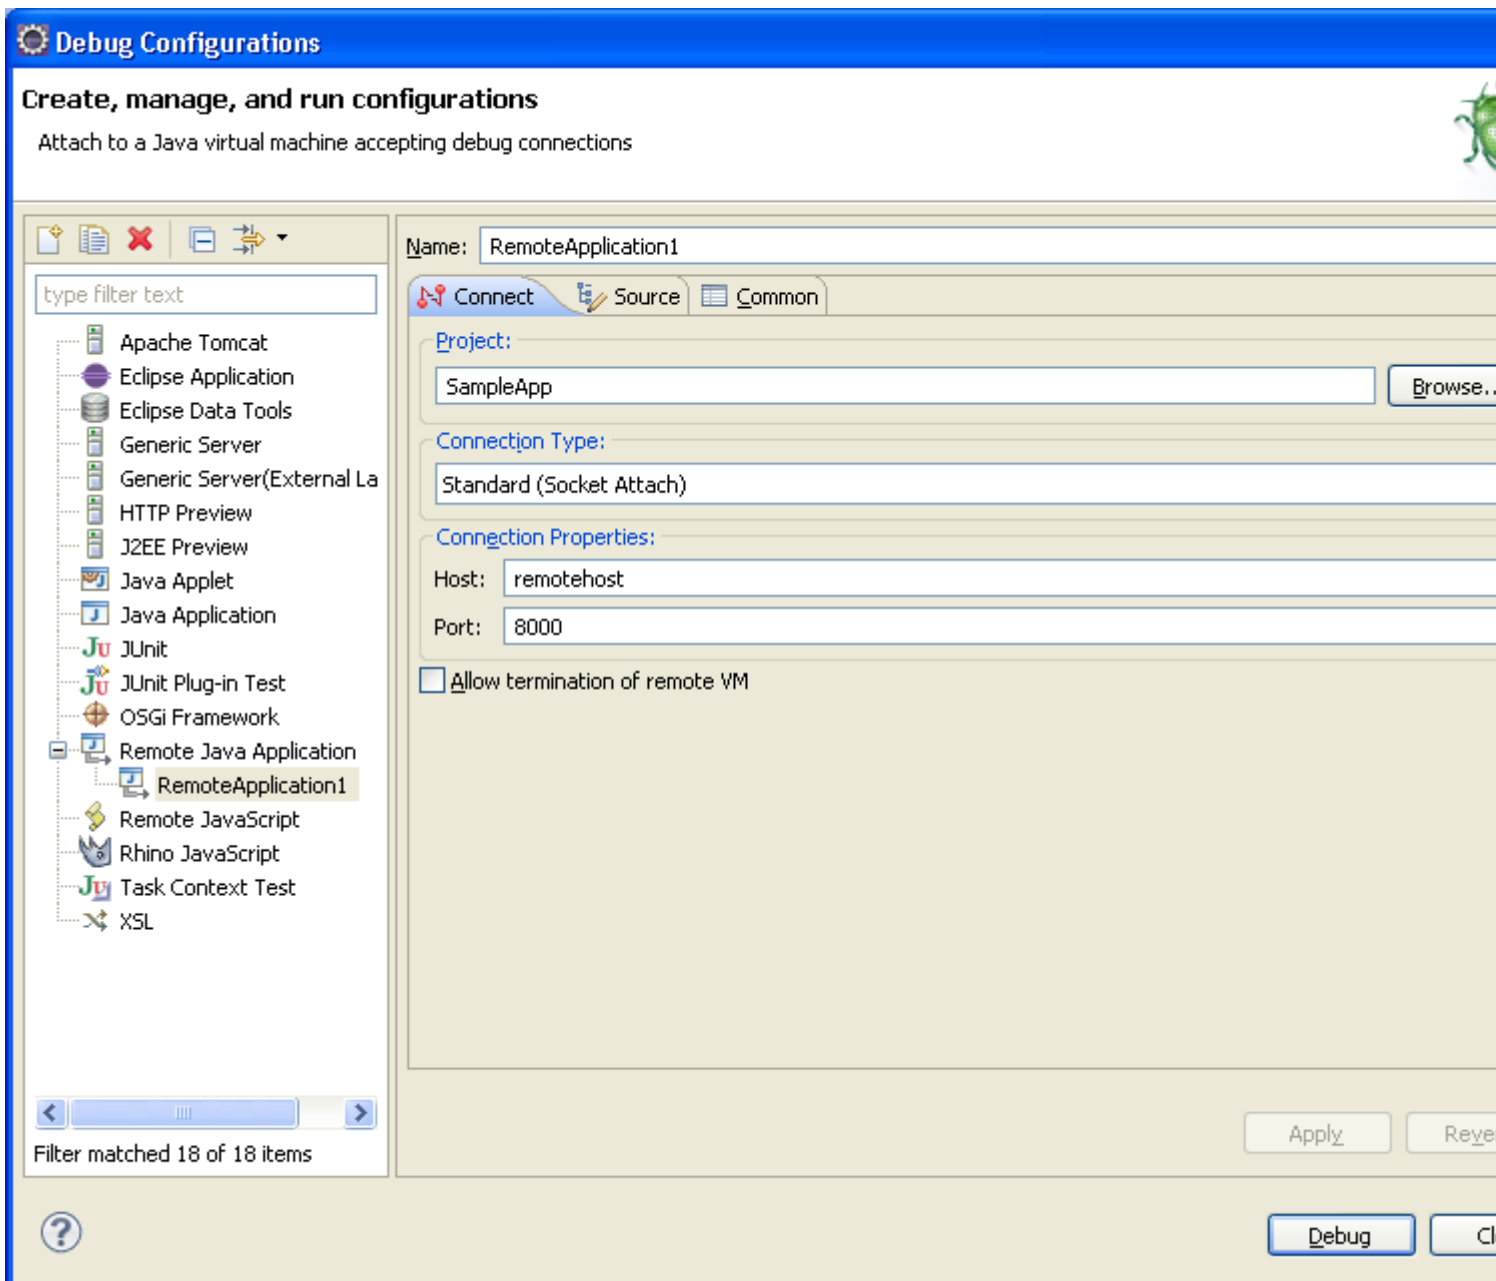 Debug Configurations
Create, manage, and run configurations
Attach to a Java virtual machine accepting debug connections
type filter text
Apache Tomcat
Eclipse Application
Eclipse Data Tools
Generic Server
Generic Server(External La
HTTP Preview
J2EE Preview
Java Applet
Java Application
JUnit
JUnit Plug-in Test
OSGi Framework
Remote Java Application
RemoteApplication1
Remote JavaScript
Rhino JavaScript
Task Context Test
XSL
Filter matched 18 of 18 items
Name: RemoteApplication1
Connect Source Common
Project:
SampleApp Browse..
Connection Type:
Standard (Socket Attach)
Connection Properties:
Host: remotehost
Port: 8000
Allow termination of remote VM
Apply Reve
Debug Cl